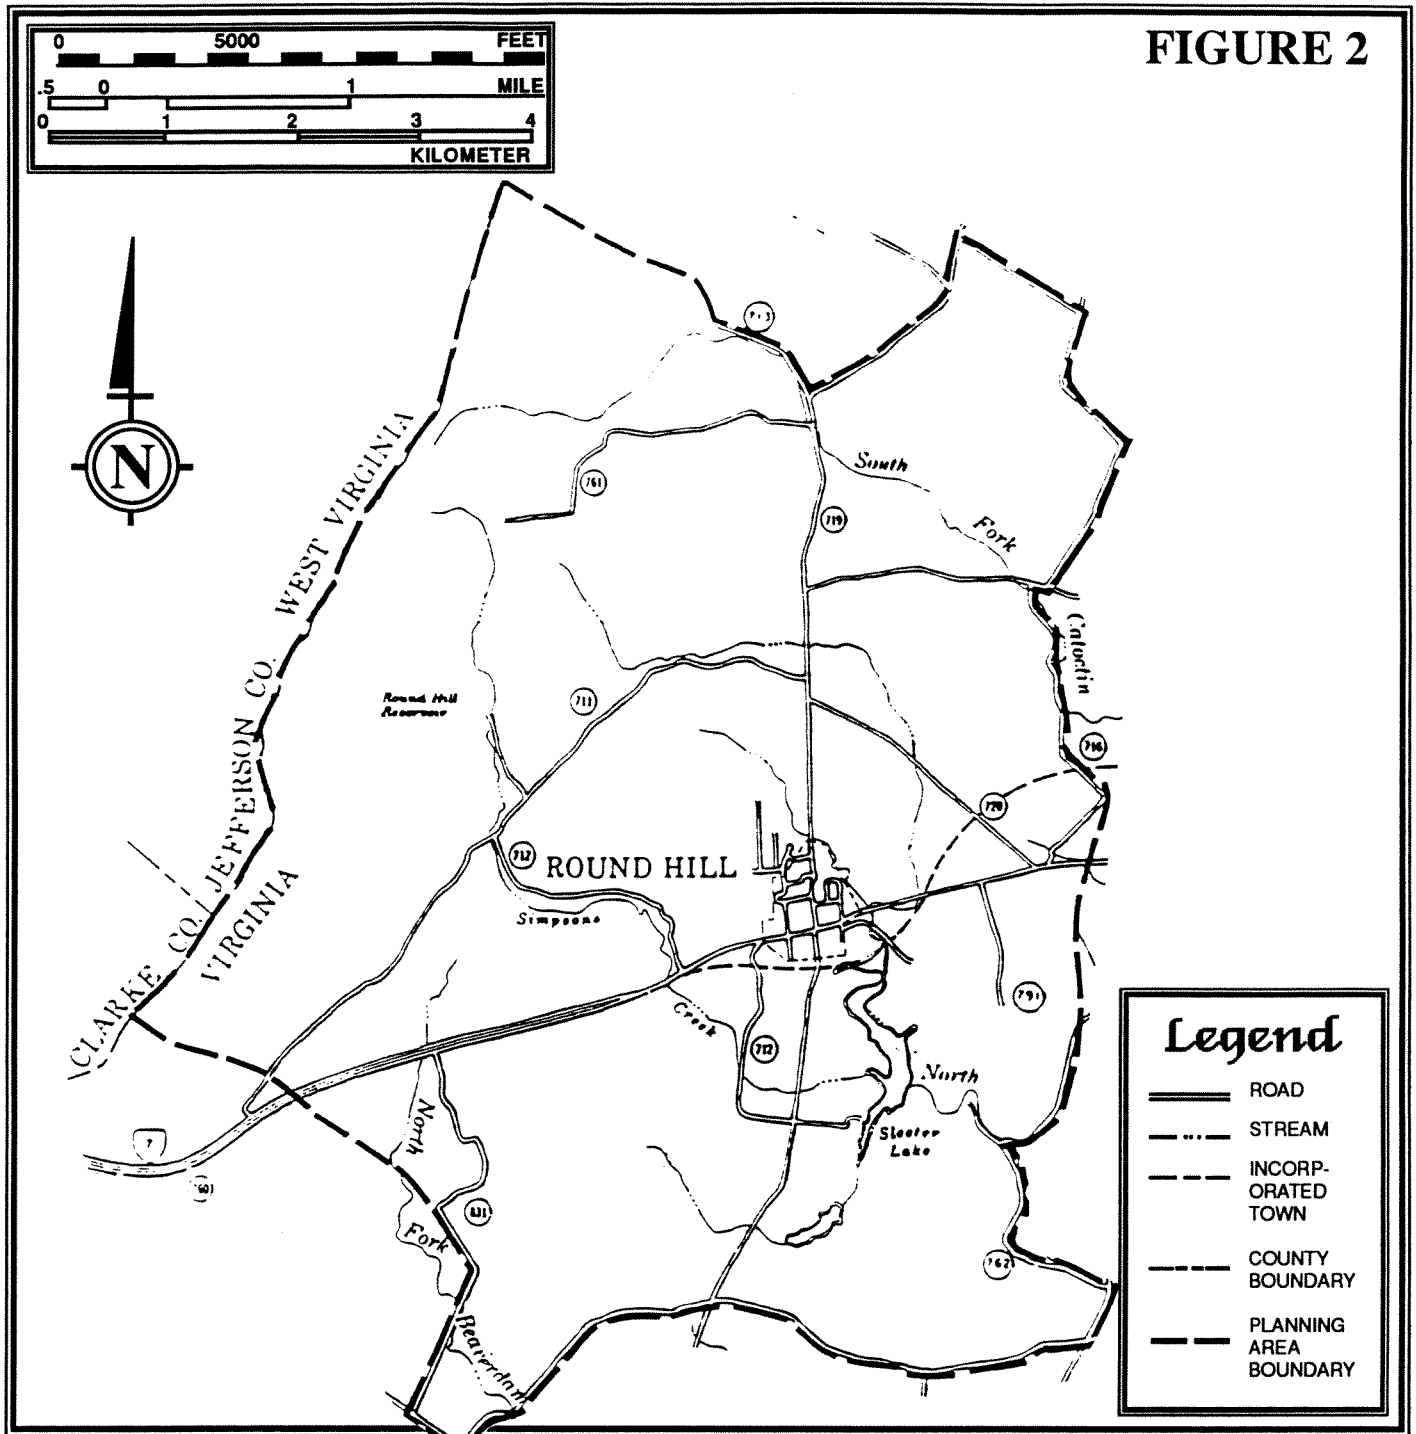 FIGURE 2
0 5000 FEET
.5 0 1 MILE
0 1 2 3 4
KILOMETER
N
WEST VIRGINIA
JEFFERSON CO.
CLARKE CO.
VIRGINIA
761
South
Fork
719
Catoctin
Round Hill
Reservoir
711
716
720
712
ROUND HILL
Simpsons
Creek
712
791
North
Sleeter
Lake
7
601
North
Fork
831
Beaverdam
762
Legend
ROAD
STREAM
INCORP-
ORATED
TOWN
COUNTY
BOUNDARY
PLANNING
AREA
BOUNDARY